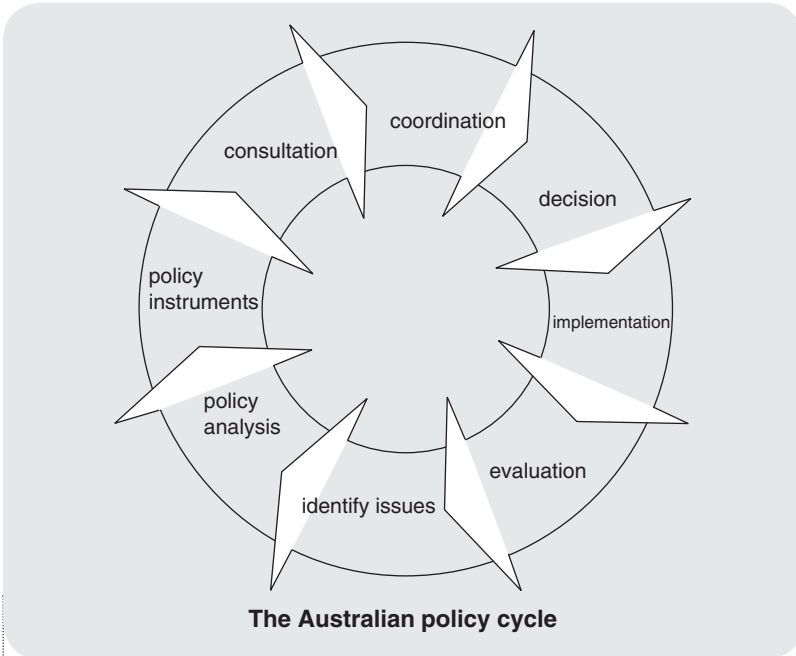 coordination
consultation
decision
policy
instruments
implementation
policy
analysis
evaluation
identify issues
The Australian policy cycle